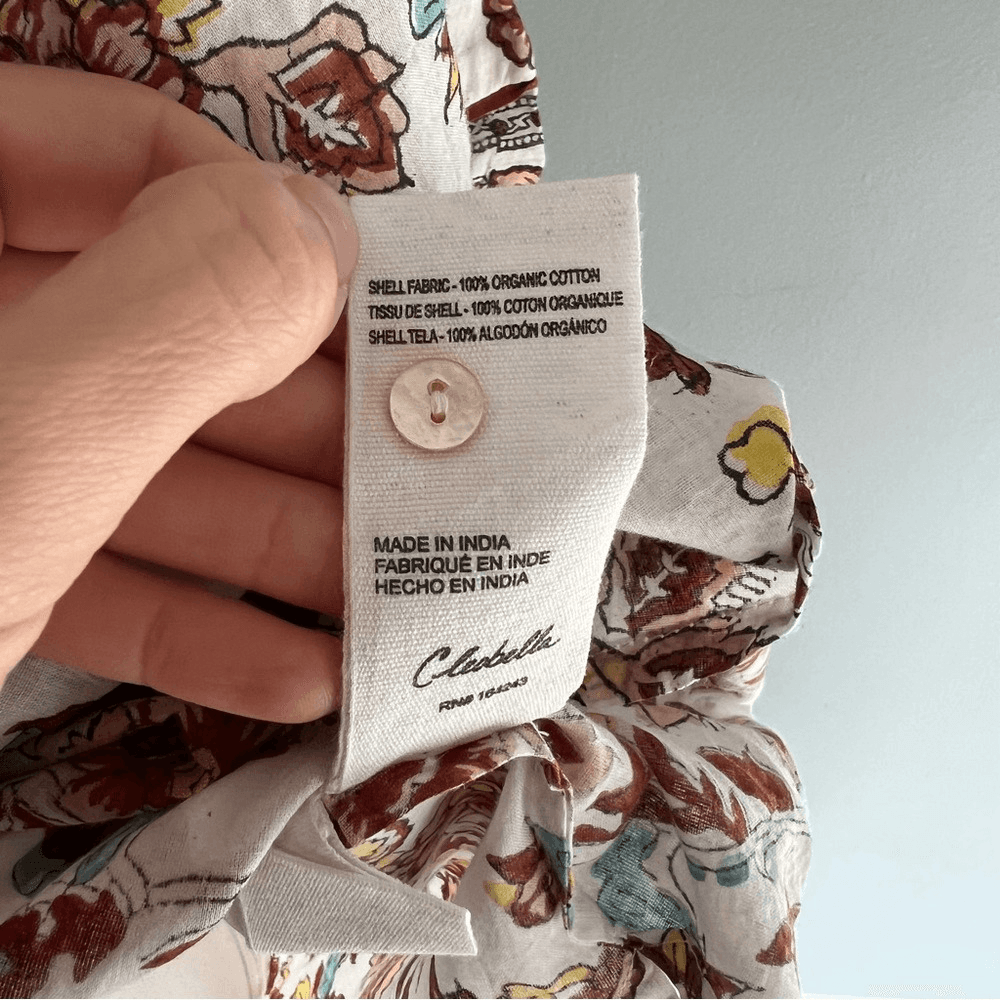 SHELL FABRIC - 100% ORGANIC COTTON
TISSU DE SHELL - 100% COTON ORGANIQUE
SHELL TELA - 100% ALGODÓN ORGÁNICO
MADE IN INDIA
FABRIQUÉ EN INDE
HECHO EN INDIA
Cleobella
RN# 164243